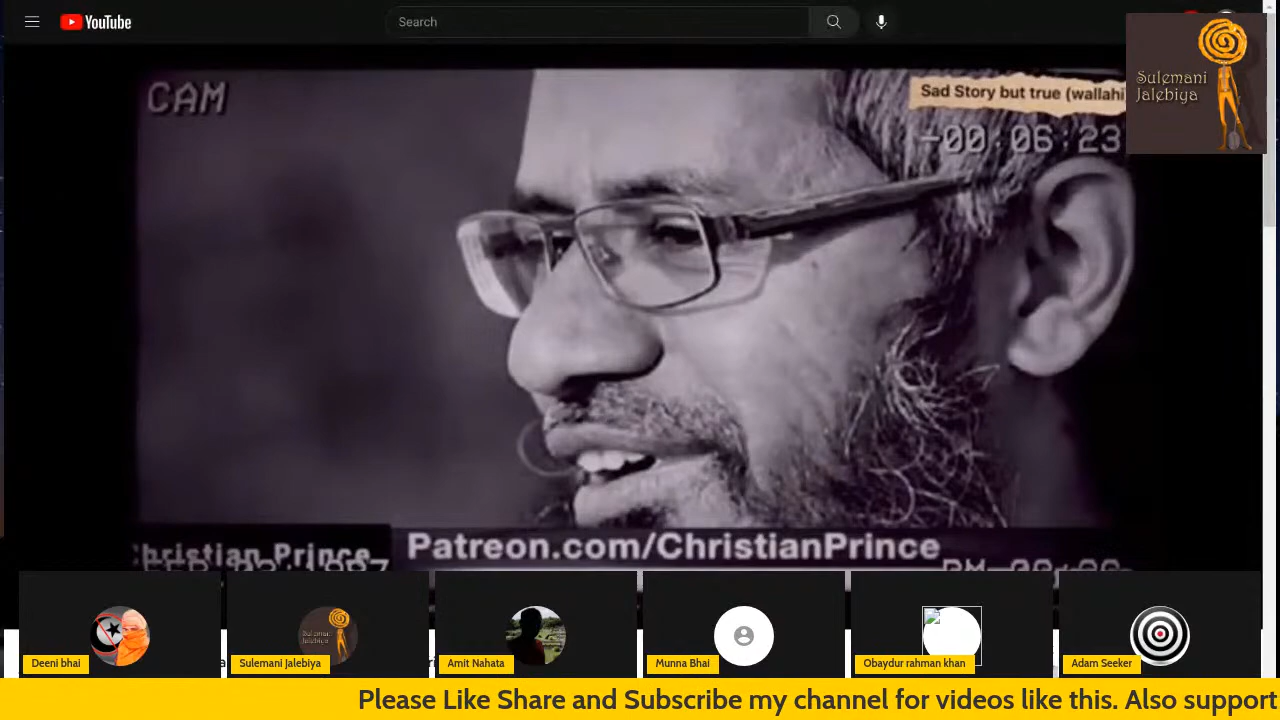 YouTube
Search
CAM
Sad Story but true (wallahi
Sulemani
Jalebiya
-00:06:23
Christian Prince
Patreon.com/ChristianPrince
Deeni bhai
Sulemani Jalebiya
Amit Nahata
Munna Bhai
Obaydur rahman khan
Adam Seeker
Please Like Share and Subscribe my channel for videos like this. Also support